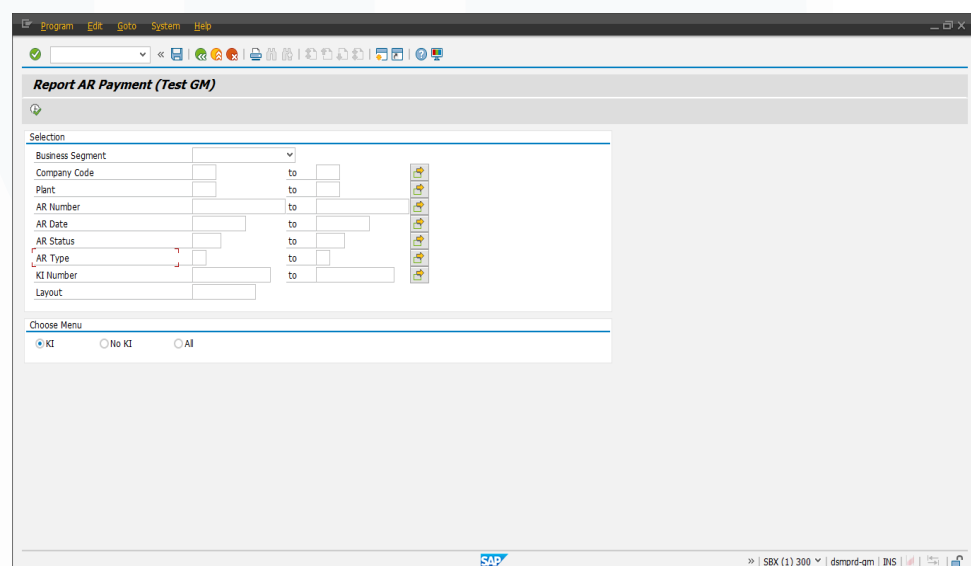 Program Edit Goto System Help
Report AR Payment (Test GM)
Selection
Business Segment
Company Code to
Plant to
AR Number to
AR Date to
AR Status to
AR Type to
KI Number to
Layout
Choose Menu
KI No KI All
SAP » SBX (1) 300 dsmprd-gm INS